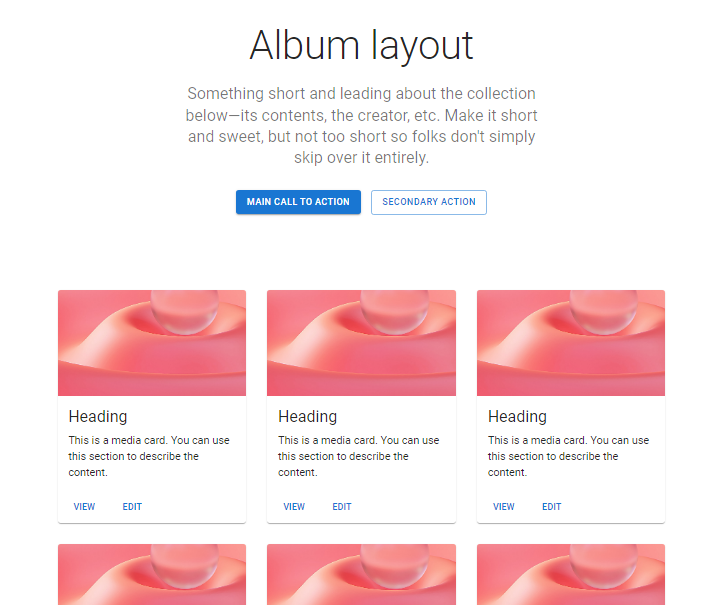 Album layout
Something short and leading about the collection
below—its contents, the creator, etc. Make it short
and sweet, but not too short so folks don't simply
skip over it entirely.
MAIN CALL TO ACTION SECONDARY ACTION
Heading Heading Heading
This is a media card. You can use This is a media card. You can use This is a media card. You can use
this section to describe the this section to describe the this section to describe the
content. content. content.
VIEW EDIT VIEW EDIT VIEW EDIT